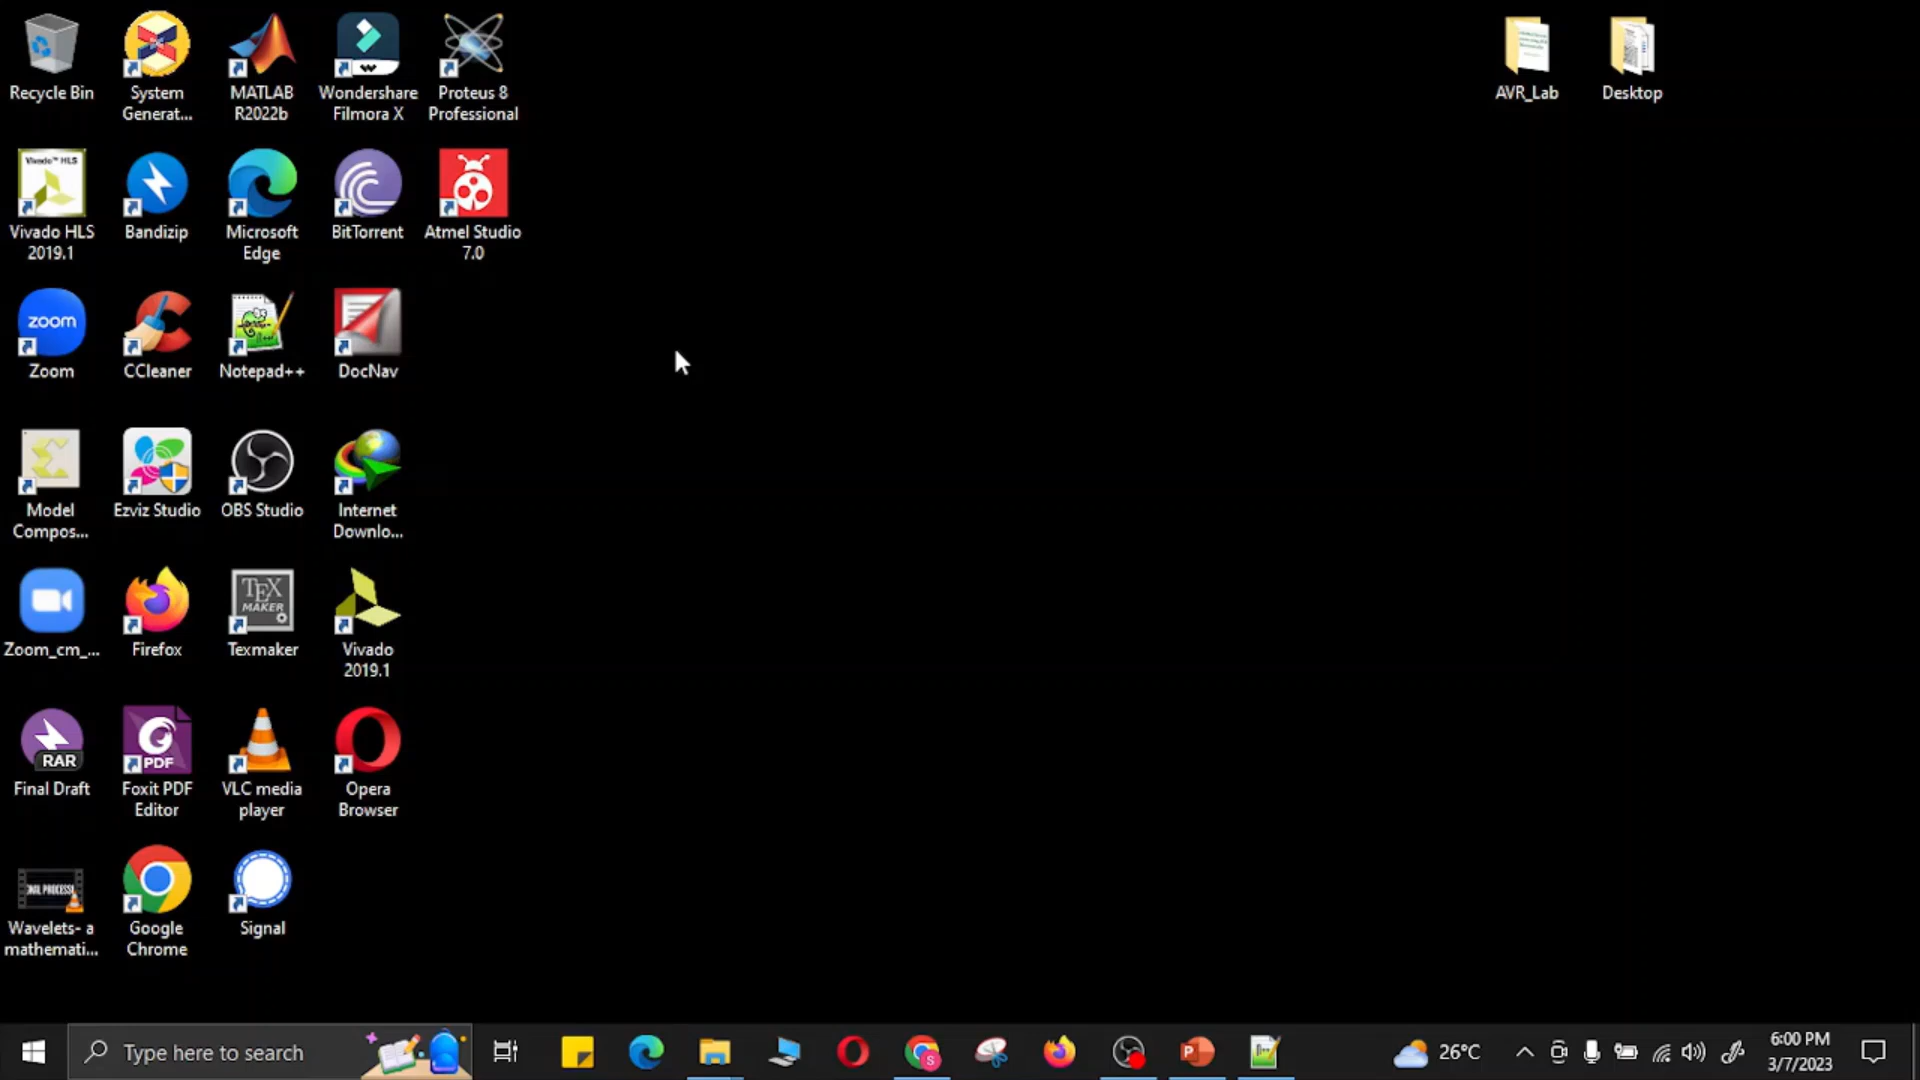 Recycle Bin
System
Generat...
MATLAB
R2022b
Wondershare
Filmora X
Proteus 8
Professional
AVR_Lab
Desktop
Vivado™ HLS
Vivado HLS
2019.1
Bandizip
Microsoft
Edge
BitTorrent
Atmel Studio
7.0
zoom
Zoom
CCleaner
Notepad++
DocNav
Model
Compos...
Ezviz Studio
OBS Studio
Internet
Downlo...
Zoom_cm_...
Firefox
TEX
MAKER
Texmaker
Vivado
2019.1
RAR
Final Draft
PDF
Foxit PDF
Editor
VLC media
player
Opera
Browser
Wavelets- a
mathemati...
Google
Chrome
Signal
Type here to search
S
P
26°C
6:00 PM
3/7/2023